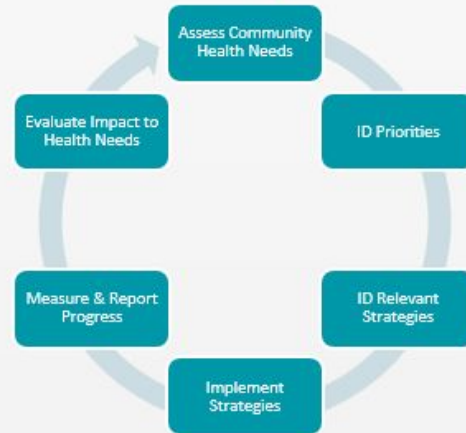 Assess Community
Health Needs
ID Priorities
ID Relevant
Strategies
Implement
Strategies
Measure & Report
Progress
Evaluate Impact to
Health Needs